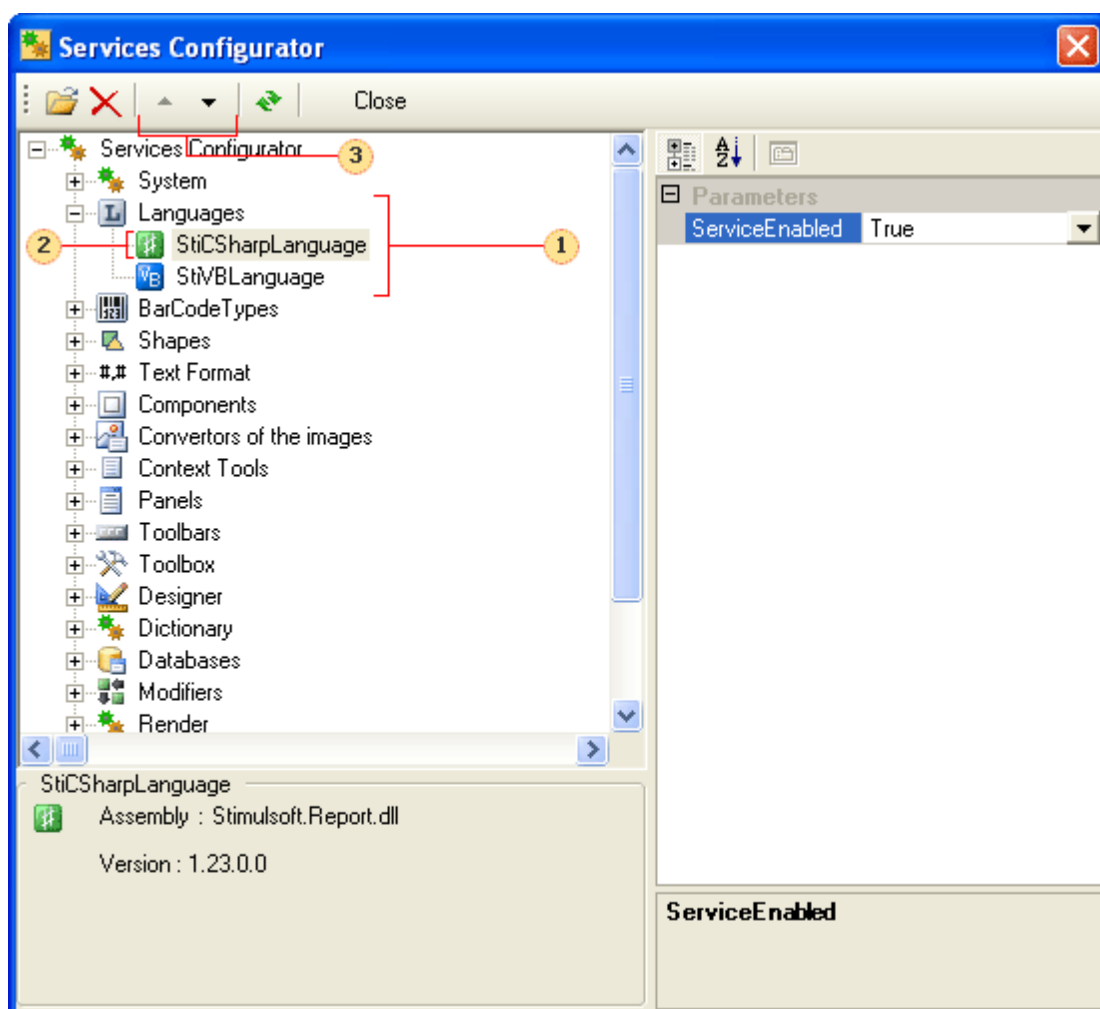 Services Configurator
Close
Services Configurator
3
System
Languages
2
StiCSharpLanguage
1
StiVBLanguage
BarCodeTypes
Shapes
#,# Text Format
Components
Convertors of the images
Context Tools
Panels
Toolbars
Toolbox
Designer
Dictionary
Databases
Modifiers
Render
Parameters
ServiceEnabled True
StiCSharpLanguage
Assembly : Stimulsoft.Report.dll
Version : 1.23.0.0
ServiceEnabled